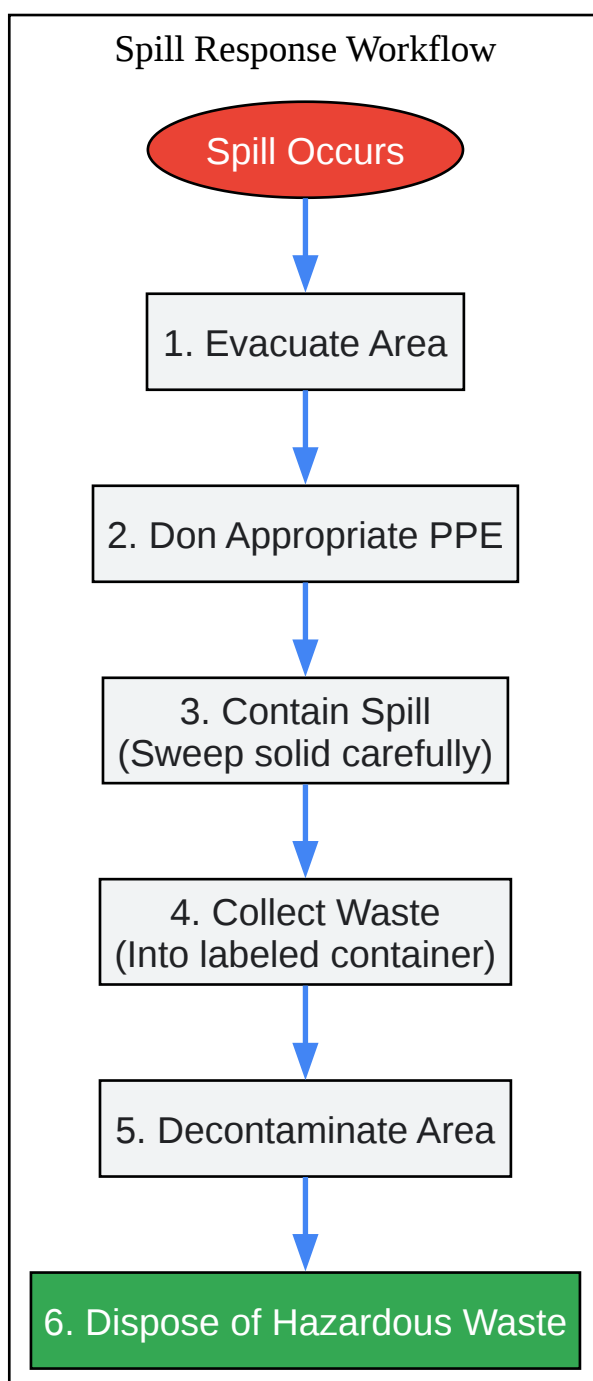 Spill Response Workflow
Spill Occurs
1. Evacuate Area
2. Don Appropriate PPE
3. Contain Spill
(Sweep solid carefully)
4. Collect Waste
(Into labeled container)
5. Decontaminate Area
6. Dispose of Hazardous Waste